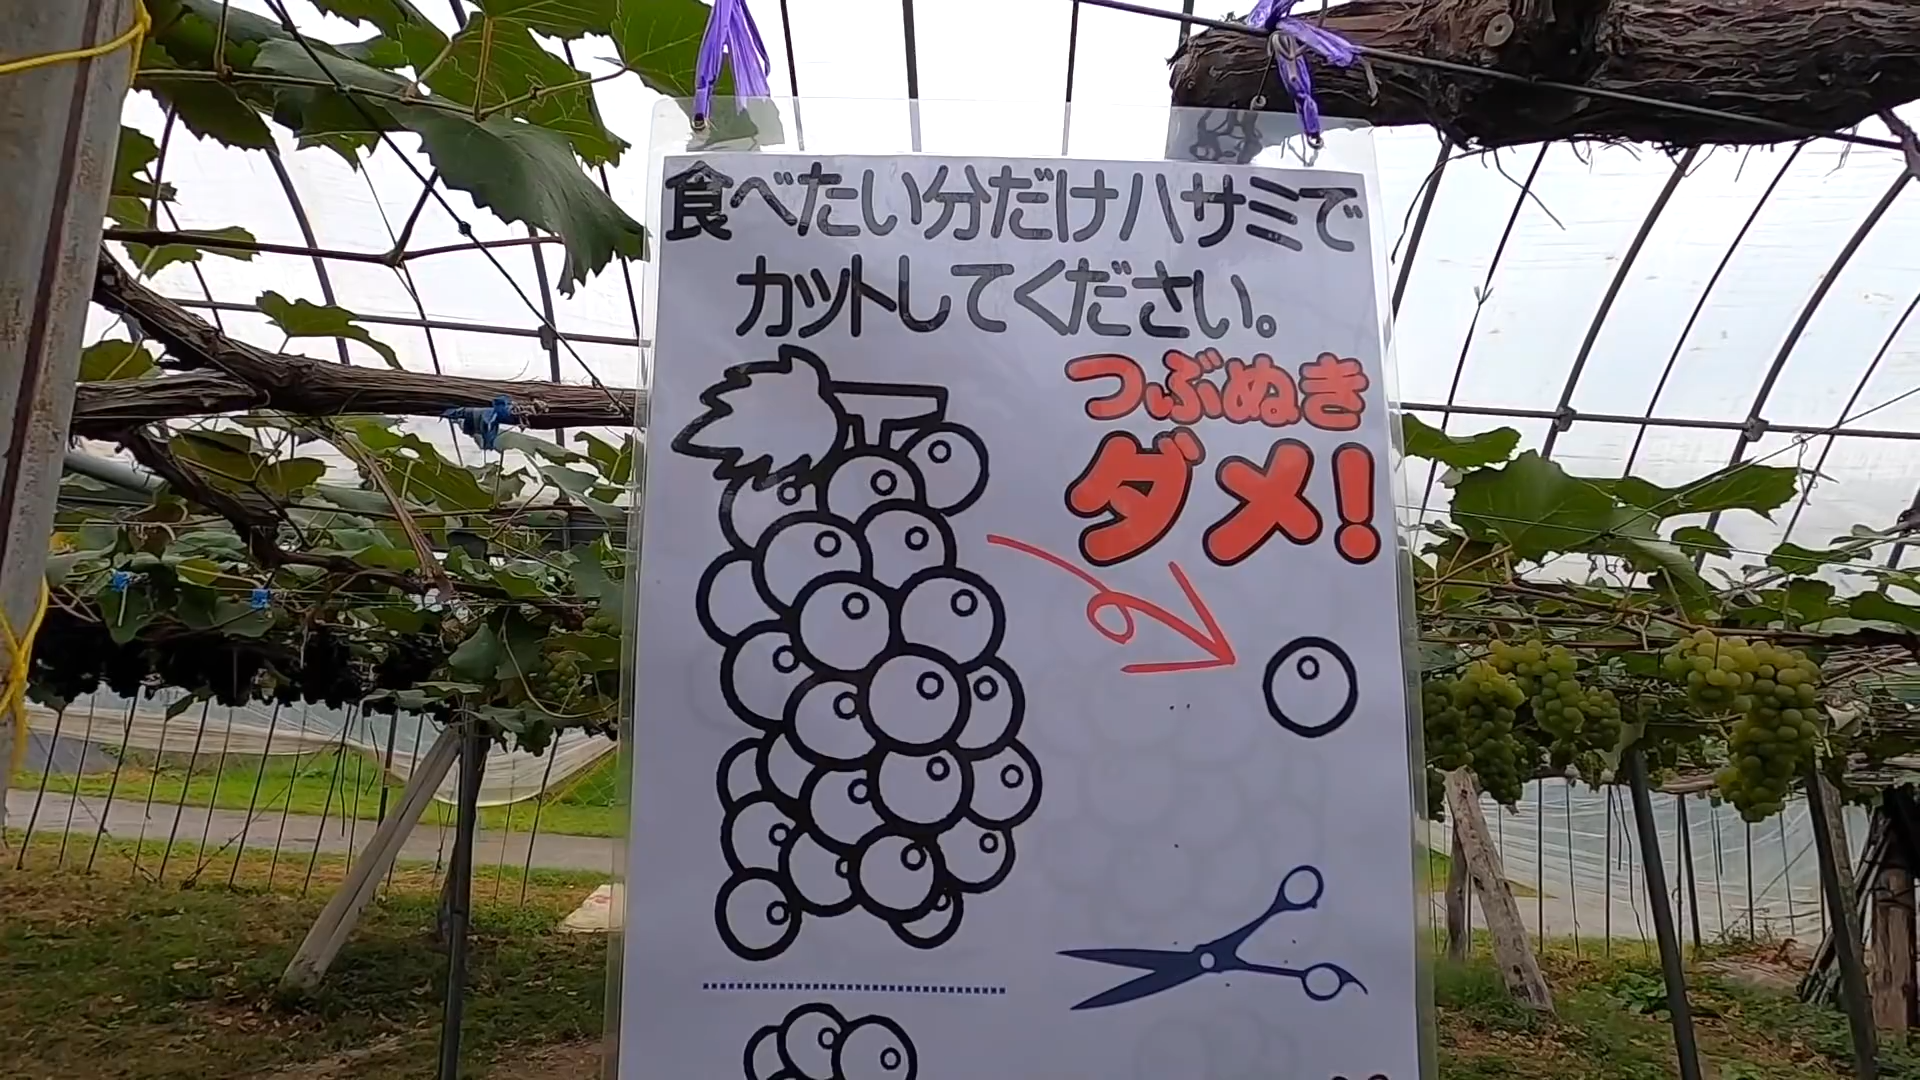 食べたい分だけハサミで
カットしてください。
つぶぬき
ダメ!